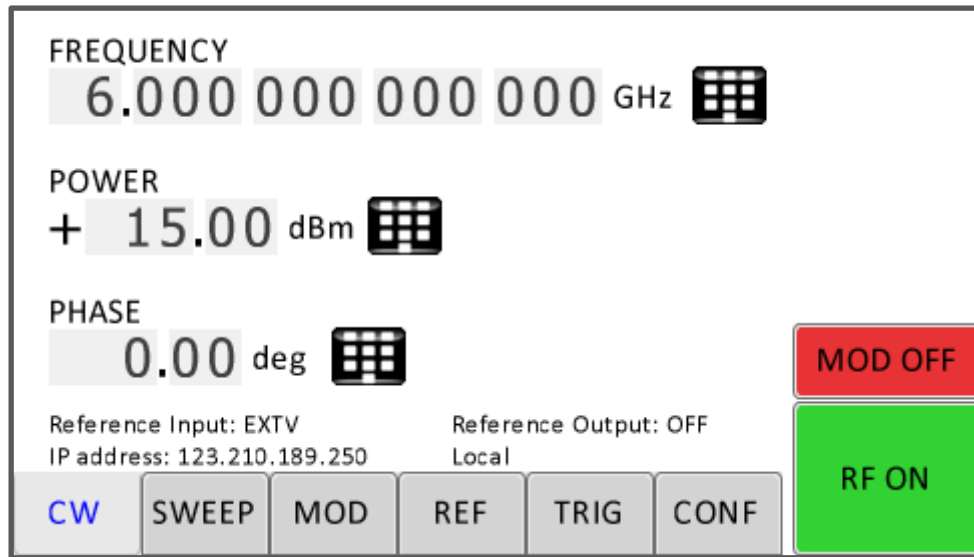 FREQUENCY
6.000 000 000 000 GHz
POWER
+ 15.00 dBm
PHASE
0.00 deg
MOD OFF
Reference Input: EXTV Reference Output: OFF
IP address: 123.210.189.250 Local
RF ON
CW SWEEP MOD REF TRIG CONF